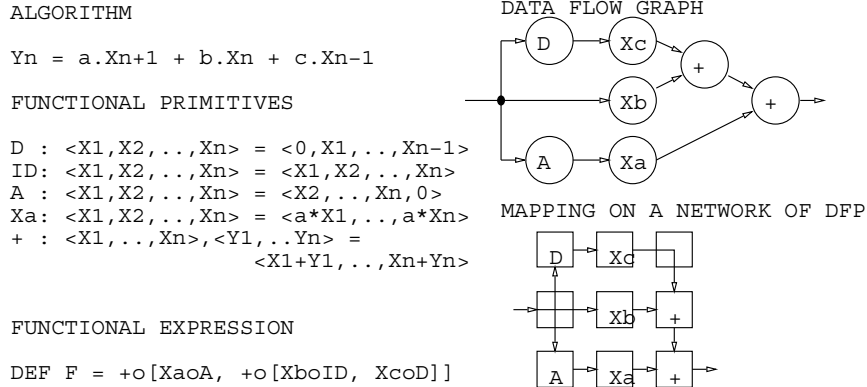 ALGORITHM
Yn = a.Xn+1 + b.Xn + c.Xn-1
FUNCTIONAL PRIMITIVES
D : <X1,X2,..,Xn> = <0,X1,..,Xn-1>
ID: <X1,X2,..,Xn> = <X1,X2,..,Xn>
A : <X1,X2,..,Xn> = <X2,..,Xn,0>
Xa: <X1,X2,..,Xn> = <a*X1,..,a*Xn>
+ : <X1,..,Xn>,<Y1,..Yn> =
<X1+Y1,..,Xn+Yn>
FUNCTIONAL EXPRESSION
DEF F = +o[XaoA, +o[XboID, XcoD]]
DATA FLOW GRAPH
D Xc
+
Xb
+
A Xa
MAPPING ON A NETWORK OF DFP
D Xc
Xb +
A Xa +